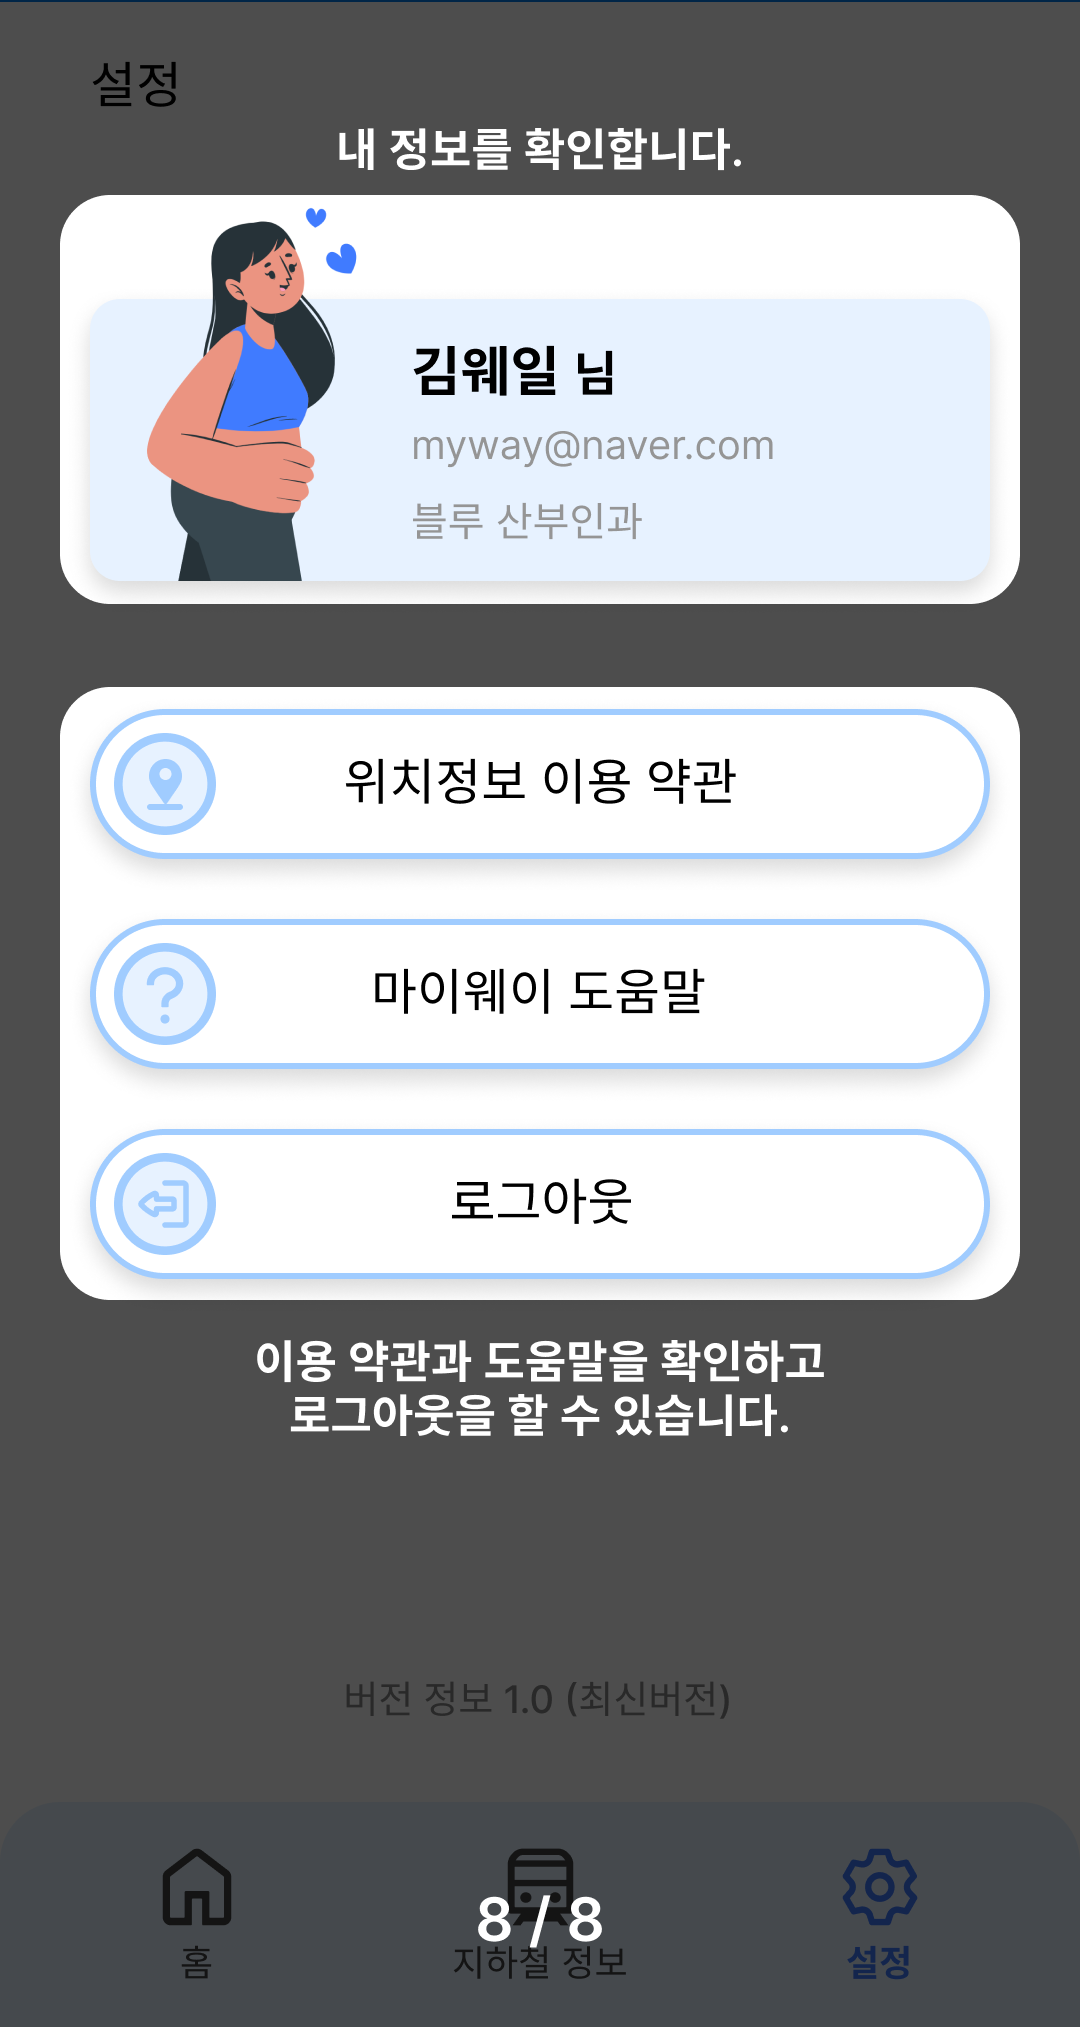 설정
내 정보를 확인합니다.
김웨일 님
myway@naver.com
블루 산부인과
위치정보 이용 약관
마이웨이 도움말
로그아웃
이용 약관과 도움말을 확인하고
로그아웃을 할 수 있습니다.
버전 정보 1.0 (최신버전)
8 / 8
홈
지하철 정보
설정